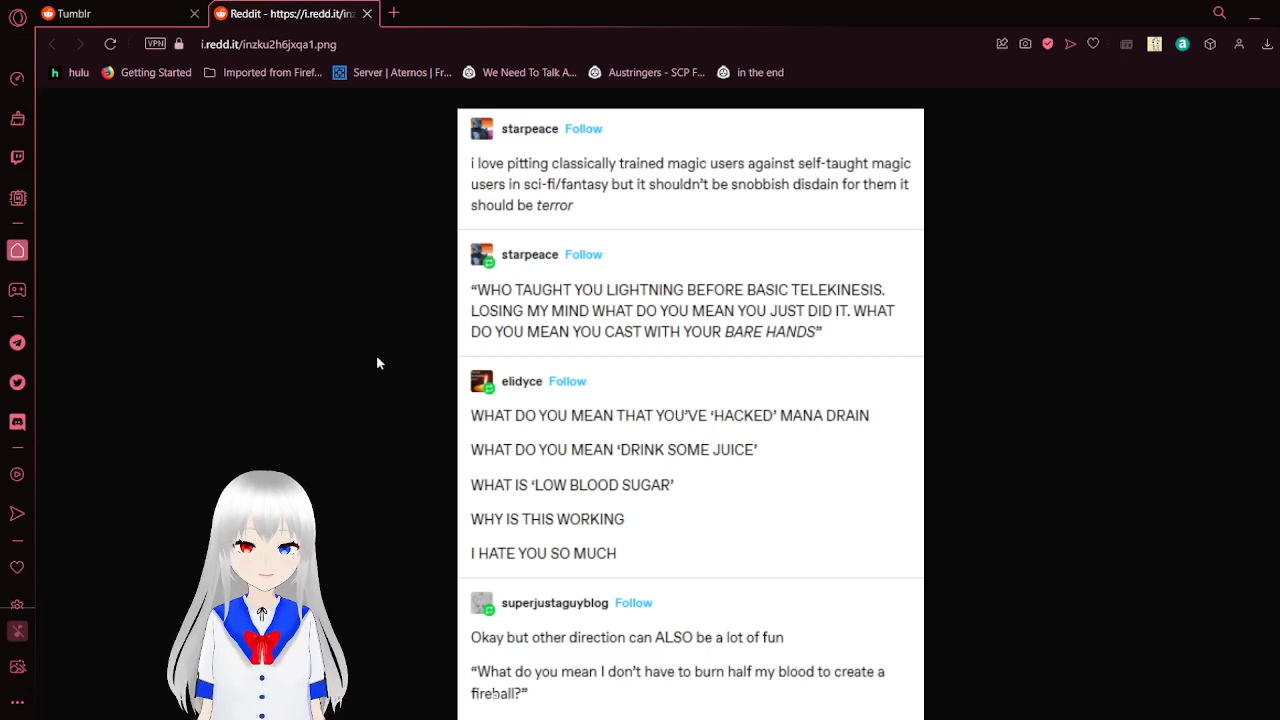 Tumblr
Reddit - https://i.redd.it/inz
VPN
i.redd.it/inzku2h6jxqa1.png
h hulu
Getting Started
Imported from Firef...
Server | Aternos | Fr...
We Need To Talk A...
Austringers - SCP F...
in the end
starpeace Follow
i love pitting classically trained magic users against self-taught magic
users in sci-fi/fantasy but it shouldn't be snobbish disdain for them it
should be terror
starpeace Follow
“WHO TAUGHT YOU LIGHTNING BEFORE BASIC TELEKINESIS.
LOSING MY MIND WHAT DO YOU MEAN YOU JUST DID IT. WHAT
DO YOU MEAN YOU CAST WITH YOUR BARE HANDS”
elidyce Follow
WHAT DO YOU MEAN THAT YOU'VE ‘HACKED’ MANA DRAIN
WHAT DO YOU MEAN ‘DRINK SOME JUICE’
WHAT IS ‘LOW BLOOD SUGAR’
WHY IS THIS WORKING
I HATE YOU SO MUCH
superjustaguyblog Follow
Okay but other direction can ALSO be a lot of fun
“What do you mean I don't have to burn half my blood to create a
fireball?”